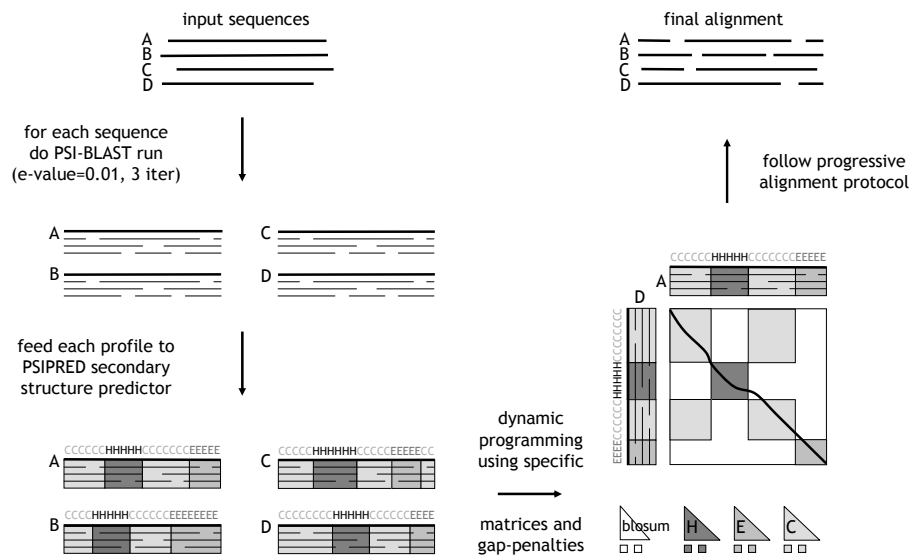 input sequences
A
B
C
D
for each sequence
do PSI-BLAST run
(e-value=0.01, 3 iter)
A
B
C
D
feed each profile to
PSIPRED secondary
structure predictor
CCCCCCHHHHHCCCCCCCEEEEE
A
CCCCHHHHHCCCCCCEEEEEEEE
B
CCCCCHHHHHHCCCCCEEEEECC
C
CCCCCCCCHHHHHCCCCCCCEEEE
D
dynamic
programming
using specific
matrices and
gap-penalties
final alignment
A
B
C
D
follow progressive
alignment protocol
CCCCCCHHHHHCCCCCCCEEEEE
A
D
EEEECCCCCCHHHHHCCCCCCCC
blosum
H
E
C